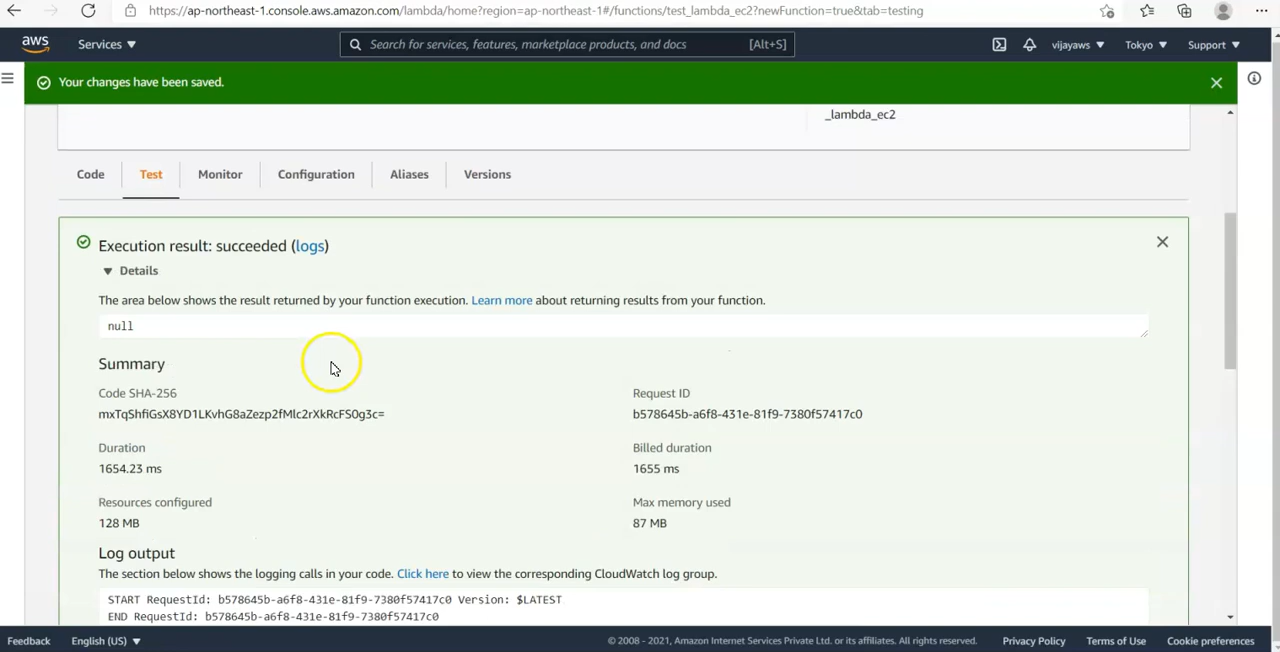 https://ap-northeast-1.console.aws.amazon.com/lambda/home?region=ap-northeast-1#/functions/test_lambda_ec2?newFunction=true&tab=testing
aws Services ▼ Search for services, features, marketplace products, and docs [Alt+S] vijayaws ▼ Tokyo ▼ Support ▼
Your changes have been saved.
_lambda_ec2
Code Test Monitor Configuration Aliases Versions
Execution result: succeeded (logs)
▼ Details
The area below shows the result returned by your function execution. Learn more about returning results from your function.
null
Summary
Code SHA-256 Request ID
mxTqShfiGsX8YD1LKvhG8aZezp2fMlc2rXkRcFS0g3c= b578645b-a6f8-431e-81f9-7380f57417c0
Duration Billed duration
1654.23 ms 1655 ms
Resources configured Max memory used
128 MB 87 MB
Log output
The section below shows the logging calls in your code. Click here to view the corresponding CloudWatch log group.
START RequestId: b578645b-a6f8-431e-81f9-7380f57417c0 Version: $LATEST
END RequestId: b578645b-a6f8-431e-81f9-7380f57417c0
Feedback English (US) ▼ © 2008 - 2021, Amazon Internet Services Private Ltd. or its affiliates. All rights reserved. Privacy Policy Terms of Use Cookie preferences